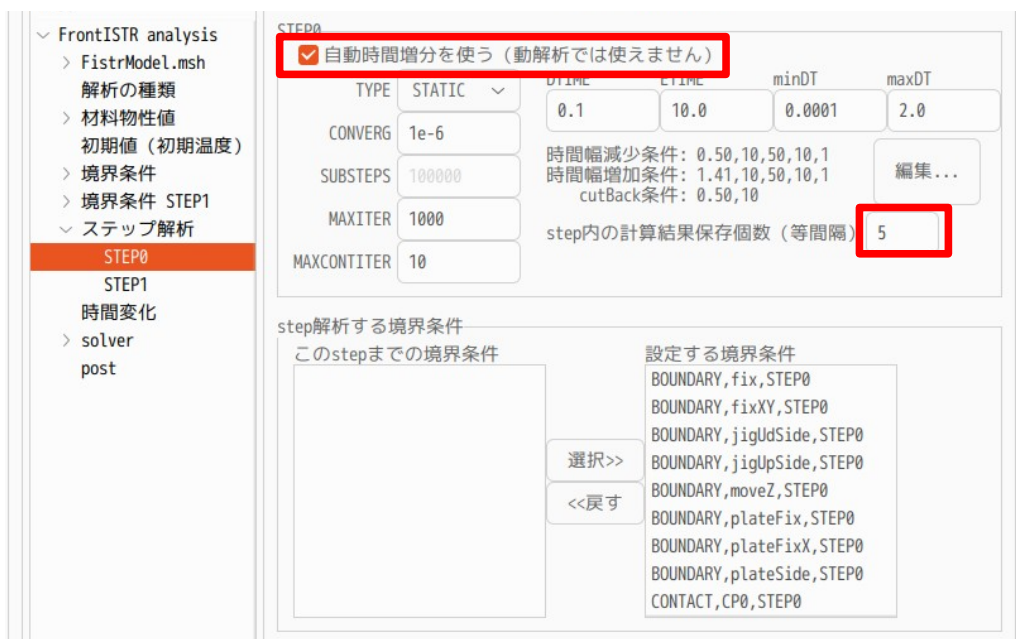 FrontISTR analysis
FistrModel.msh
解析の種類
材料物性値
初期値（初期温度）
境界条件
境界条件 STEP1
ステップ解析
STEP0
STEP1
時間変化
solver
post
STEP0
自動時間増分を使う（動解析では使えません）
TYPE STATIC
CONVERG 1e-6
SUBSTEPS 100000
MAXITER 1000
MAXCONTITER 10
DTIME ETIME minDT maxDT
0.1 10.0 0.0001 2.0
時間幅減少条件: 0.50,10,50,10,1
時間幅増加条件: 1.41,10,50,10,1
cutBack条件: 0.50,10
編集...
step内の計算結果保存個数（等間隔） 5
step解析する境界条件
このstepまでの境界条件
選択>>
<<戻す
設定する境界条件
BOUNDARY,fix,STEP0
BOUNDARY,fixXY,STEP0
BOUNDARY,jigUdSide,STEP0
BOUNDARY,jigUpSide,STEP0
BOUNDARY,moveZ,STEP0
BOUNDARY,plateFix,STEP0
BOUNDARY,plateFixX,STEP0
BOUNDARY,plateSide,STEP0
CONTACT,CP0,STEP0